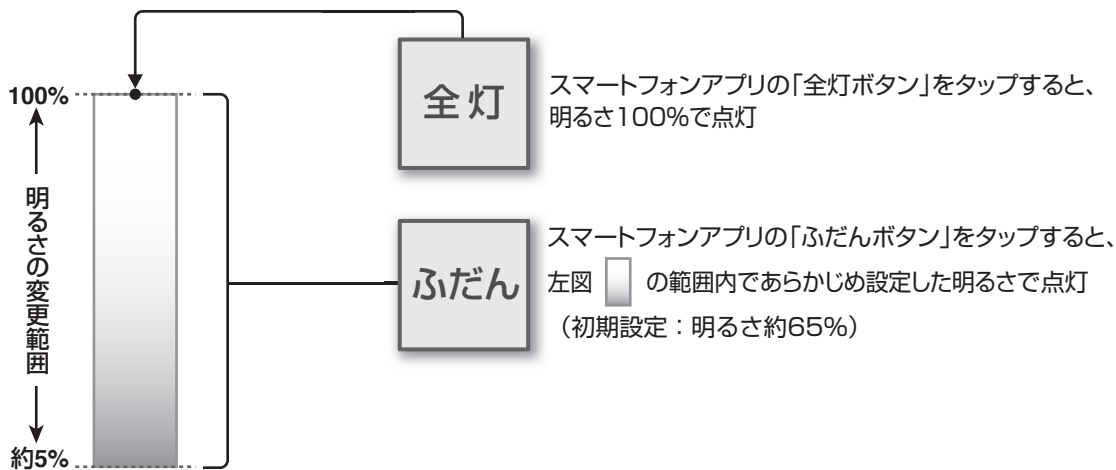 100%
明るさの変更範囲
約5%
全灯
スマートフォンアプリの「全灯ボタン」をタップすると、
明るさ100%で点灯
ふだん
スマートフォンアプリの「ふだんボタン」をタップすると、
左図 の範囲内であらかじめ設定した明るさで点灯
（初期設定：明るさ約65%）